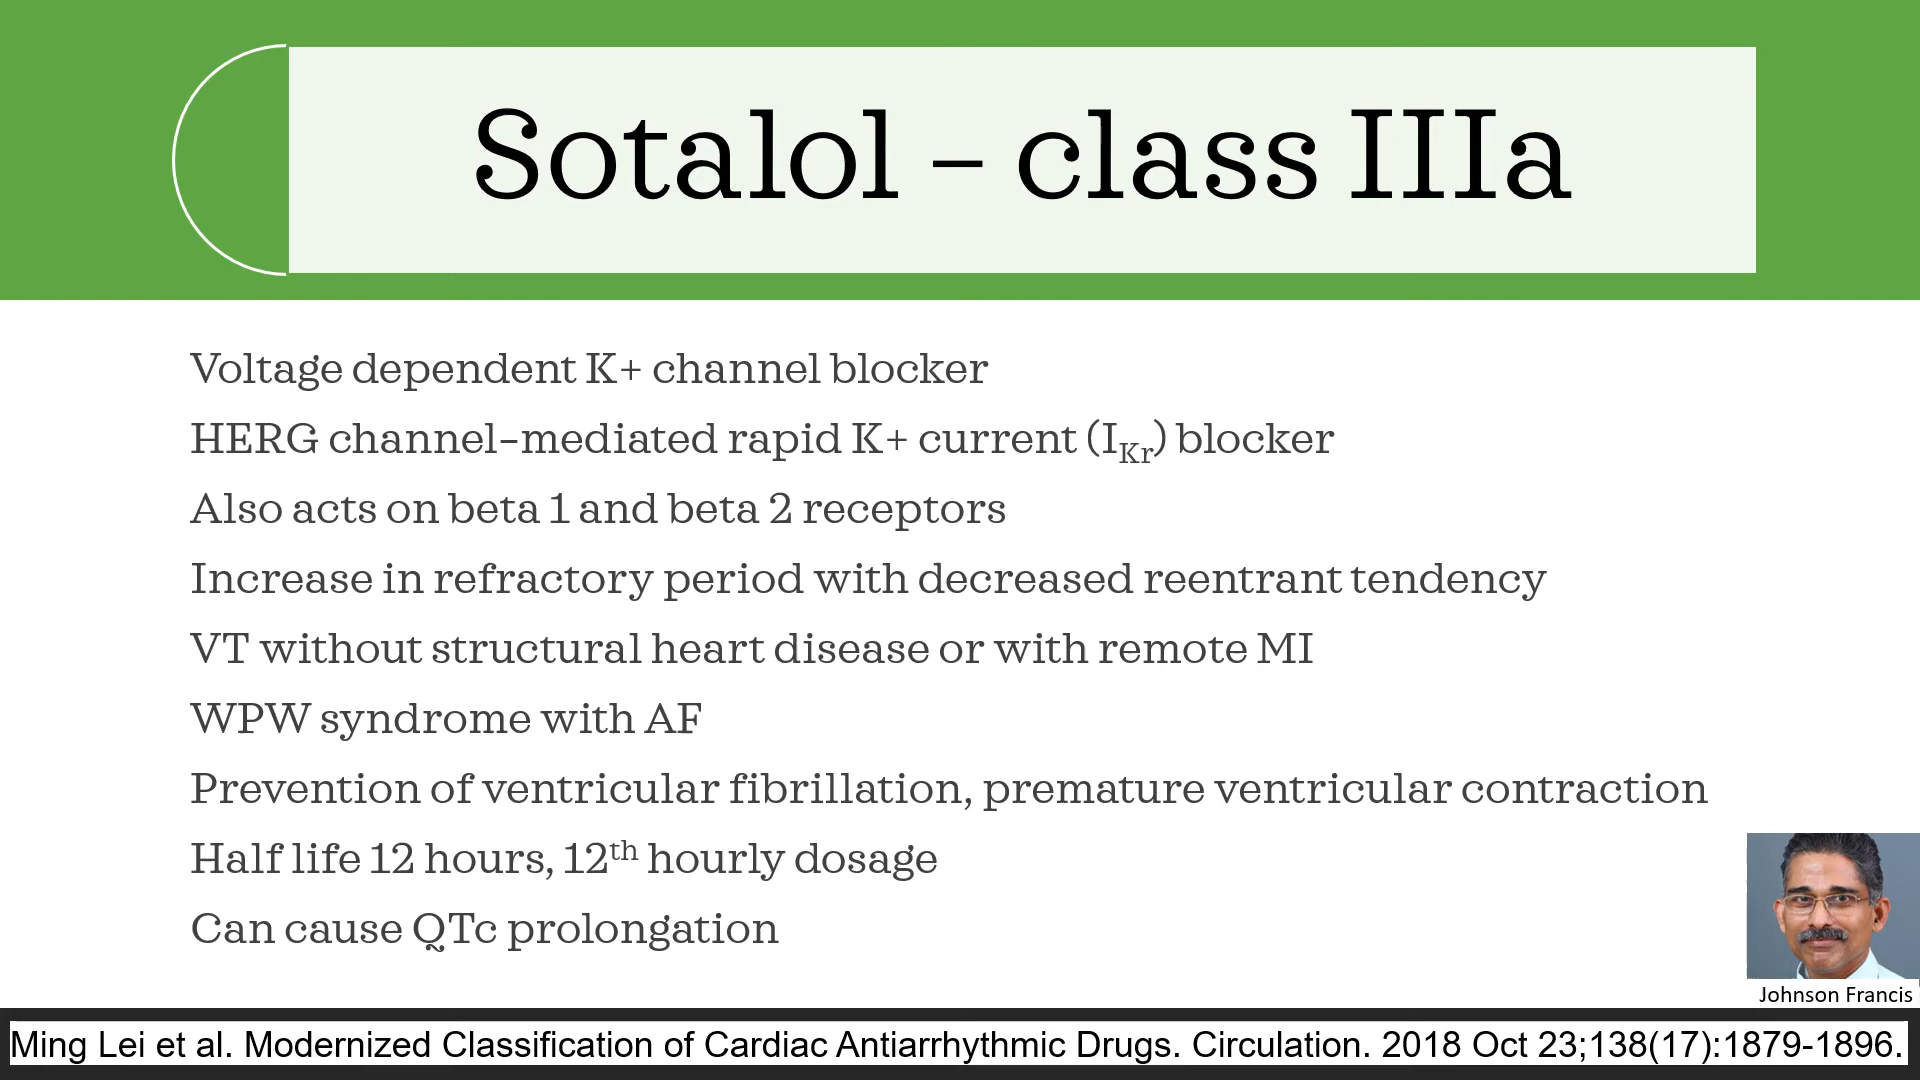 Sotalol – class IIIa
Voltage dependent K+ channel blocker
HERG channel-mediated rapid K+ current (IKr) blocker
Also acts on beta 1 and beta 2 receptors
Increase in refractory period with decreased reentrant tendency
VT without structural heart disease or with remote MI
WPW syndrome with AF
Prevention of ventricular fibrillation, premature ventricular contraction
Half life 12 hours, 12th hourly dosage
Can cause QTc prolongation
Johnson Francis
Ming Lei et al. Modernized Classification of Cardiac Antiarrhythmic Drugs. Circulation. 2018 Oct 23;138(17):1879-1896.